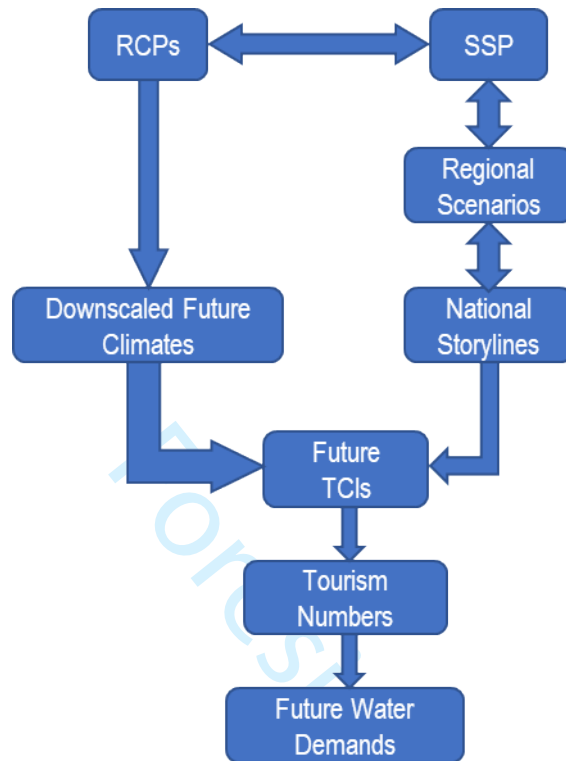 RCPs
SSP
Regional
Scenarios
Downscaled Future
Climates
National
Storylines
Future
TCIs
Tourism
Numbers
Future Water
Demands